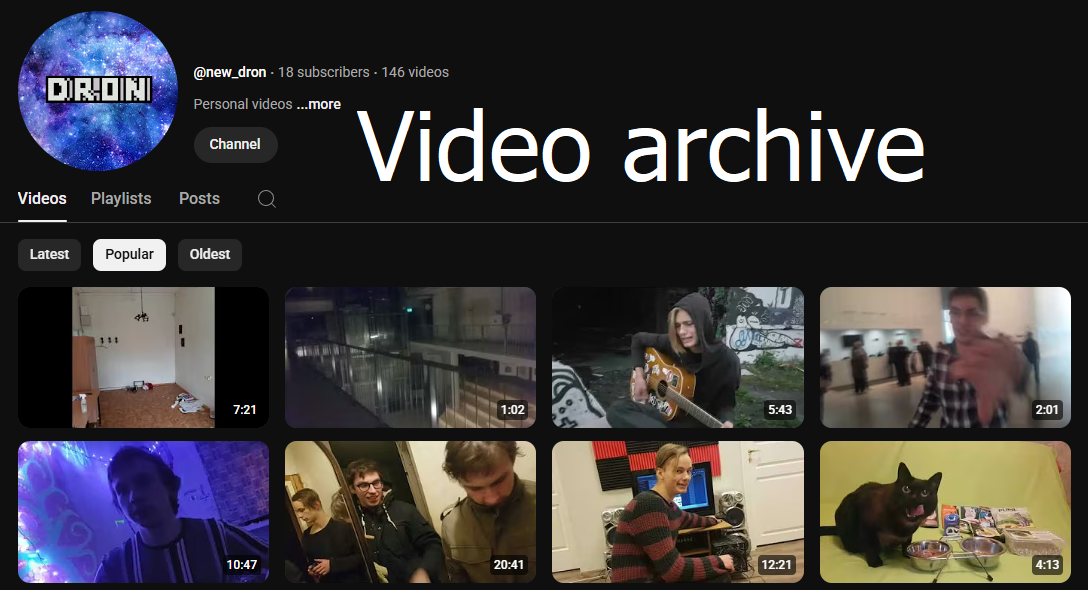 DRON
@new_dron · 18 subscribers · 146 videos
Personal videos ...more
Channel
Video archive
Videos Playlists Posts
Latest Popular Oldest
7:21 1:02 5:43 2:01
10:47 20:41 12:21 4:13